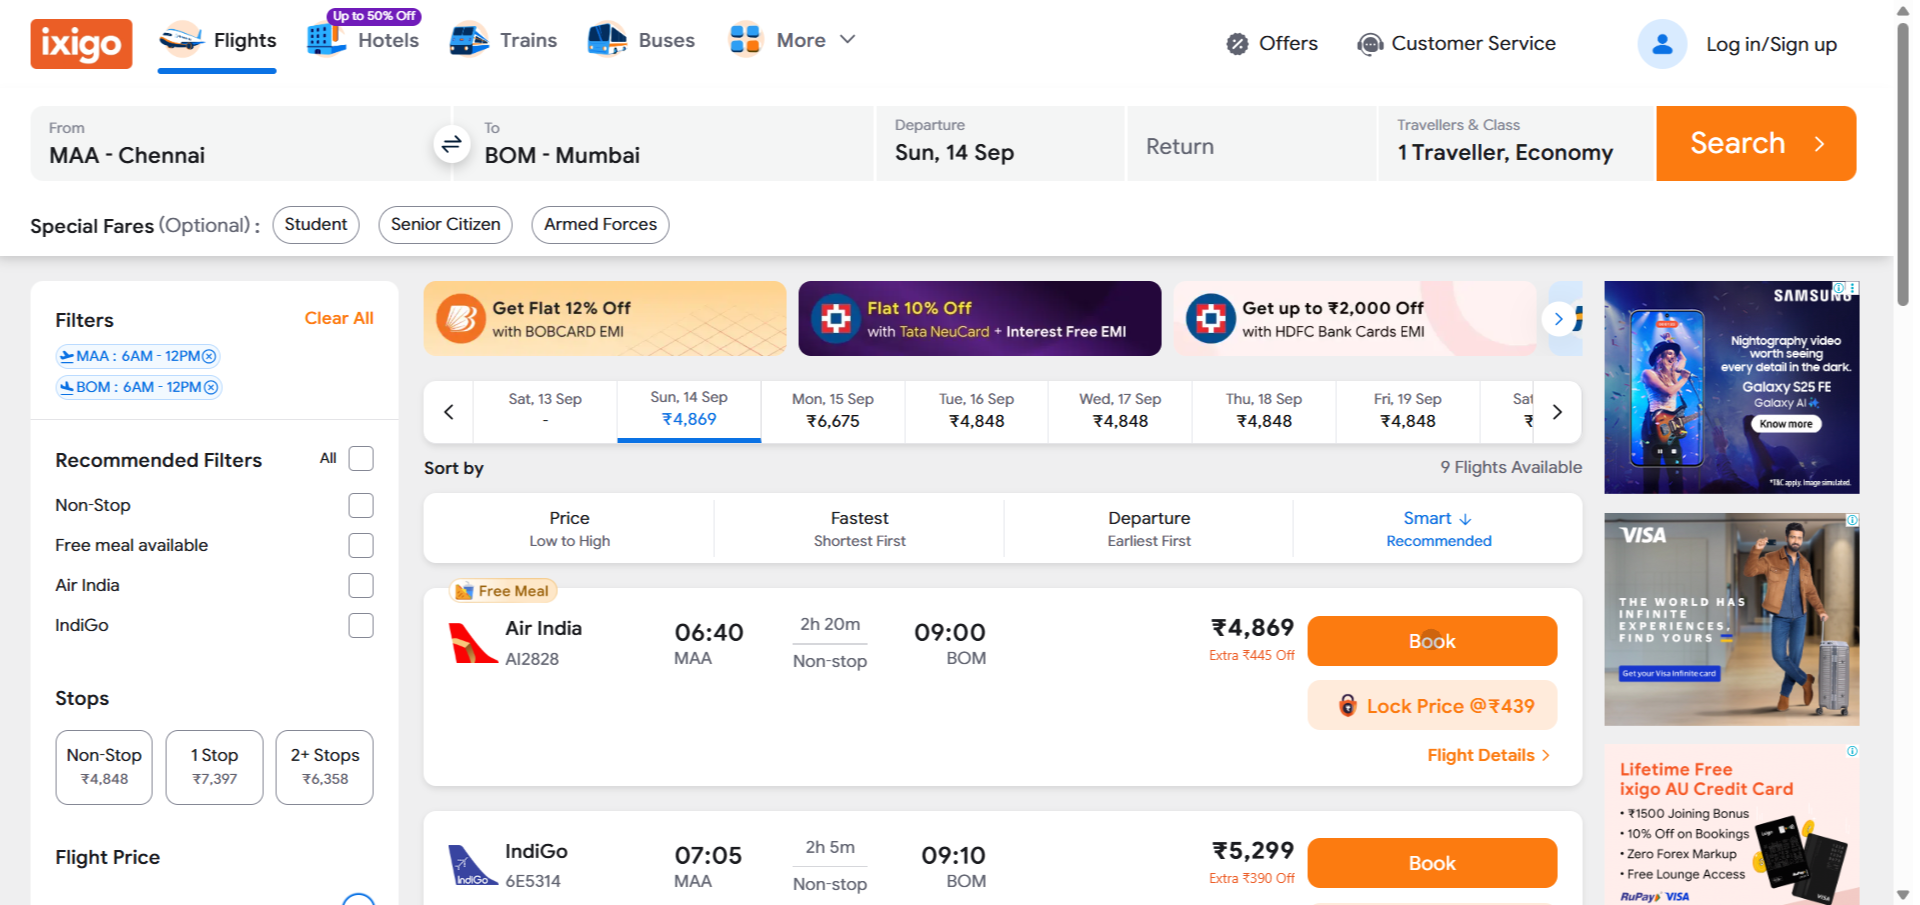 ixigo
Flights
Up to 50% Off
Hotels
Trains
Buses
More
Offers
Customer Service
Log in/Sign up
From
MAA - Chennai
To
BOM - Mumbai
Departure
Sun, 14 Sep
Return
Travellers & Class
1 Traveller, Economy
Search
Special Fares (Optional) :
Student
Senior Citizen
Armed Forces
Filters
Clear All
MAA : 6AM - 12PM
BOM : 6AM - 12PM
Recommended Filters
All
Non-Stop
Free meal available
Air India
IndiGo
Stops
Non-Stop
₹4,848
1 Stop
₹7,397
2+ Stops
₹6,358
Flight Price
Get Flat 12% Off
with BOBCARD EMI
Flat 10% Off
with Tata NeuCard + Interest Free EMI
Get up to ₹2,000 Off
with HDFC Bank Cards EMI
Sat, 13 Sep
-
Sun, 14 Sep
₹4,869
Mon, 15 Sep
₹6,675
Tue, 16 Sep
₹4,848
Wed, 17 Sep
₹4,848
Thu, 18 Sep
₹4,848
Fri, 19 Sep
₹4,848
Sat
₹
Sort by
9 Flights Available
Price
Low to High
Fastest
Shortest First
Departure
Earliest First
Smart
Recommended
Free Meal
Air India
AI2828
06:40
MAA
2h 20m
Non-stop
09:00
BOM
₹4,869
Extra ₹445 Off
Book
Lock Price @ ₹439
Flight Details
IndiGo
IndiGo
6E5314
07:05
MAA
2h 5m
Non-stop
09:10
BOM
₹5,299
Extra ₹390 Off
Book
SAMSUNG
Nightography video
worth seeing
every detail in the dark.
Galaxy S25 FE
Galaxy AI
Know more
*T&C apply. Image simulated.
VISA
THE WORLD HAS
INFINITE
EXPERIENCES,
FIND YOURS
Get your Visa Infinite card
Lifetime Free
ixigo AU Credit Card
• ₹1500 Joining Bonus
• 10% Off on Bookings
• Zero Forex Markup
• Free Lounge Access
RuPay VISA
VISA